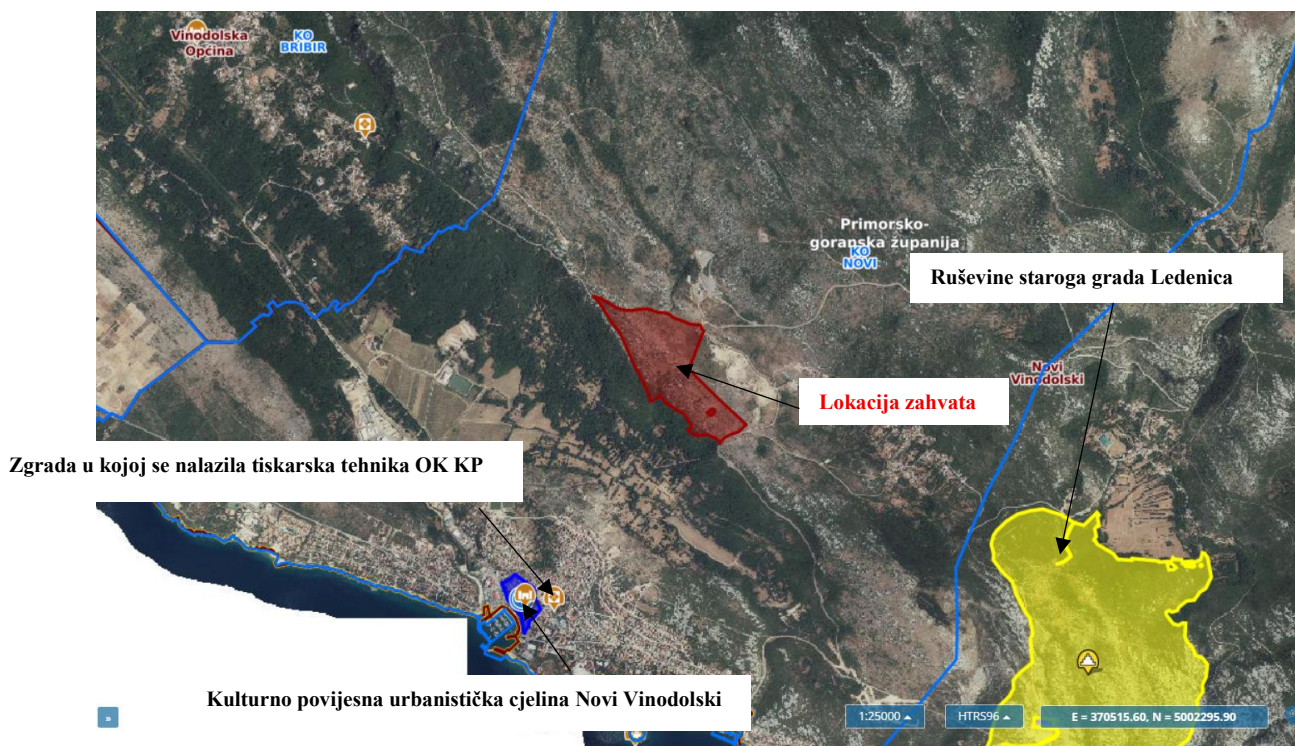 Vinodolska
Općina
KO
BRIBIR
Primorsko-
goranska županija
KO
NOVI
Ruševine staroga grada Ledenica
Novi
Vinodolski
Lokacija zahvata
Zgrada u kojoj se nalazila tiskarska tehnika OK KP
Kulturno povijesna urbanistička cjelina Novi Vinodolski
»
1:25000
HTRS96
E = 370515.60, N = 5002295.90